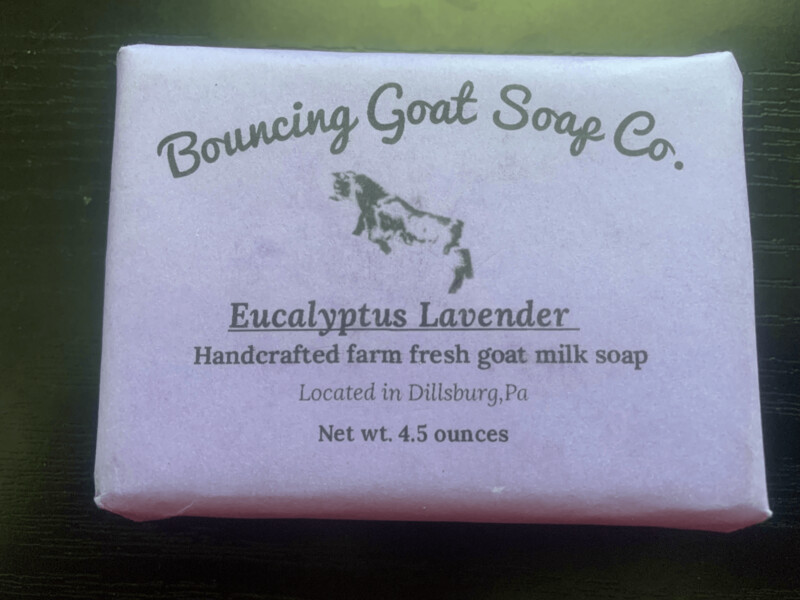 Bouncing Goat Soap Co.
Eucalyptus Lavender
Handcrafted farm fresh goat milk soap
Located in Dillsburg,Pa
Net wt. 4.5 ounces